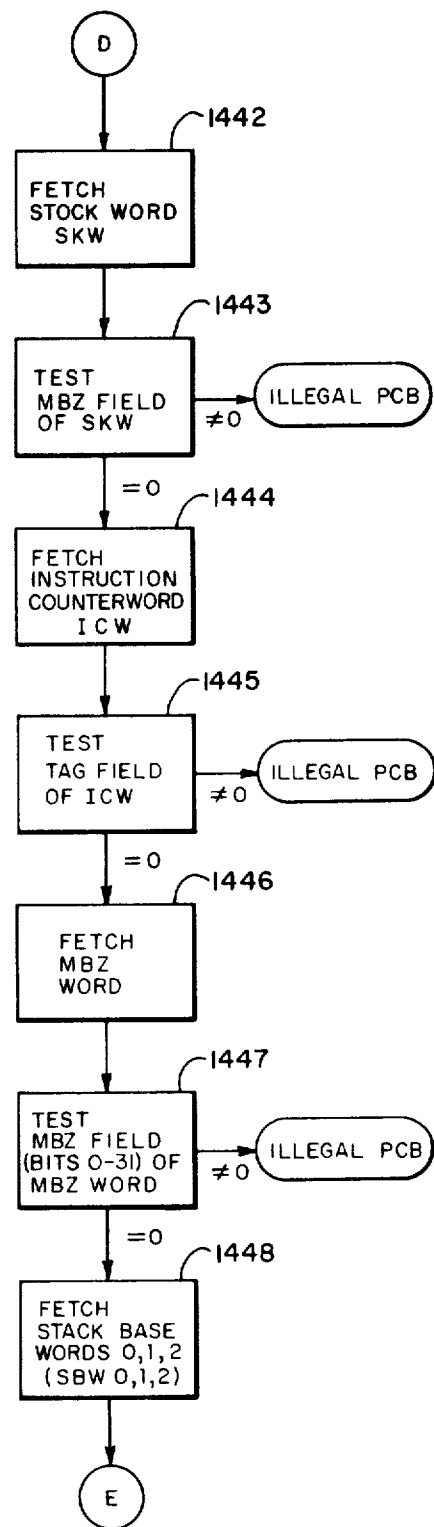 D
1442
FETCH
STOCK WORD
SKW
1443
TEST
MBZ FIELD
OF SKW
≠0
ILLEGAL PCB
=0
1444
FETCH
INSTRUCTION
COUNTERWORD
ICW
1445
TEST
TAG FIELD
OF ICW
≠0
ILLEGAL PCB
=0
1446
FETCH
MBZ
WORD
1447
TEST
MBZ FIELD
(BITS 0-31) OF
MBZ WORD
≠0
ILLEGAL PCB
=0
1448
FETCH
STACK BASE
WORDS 0,1,2
(SBW 0,1,2)
E